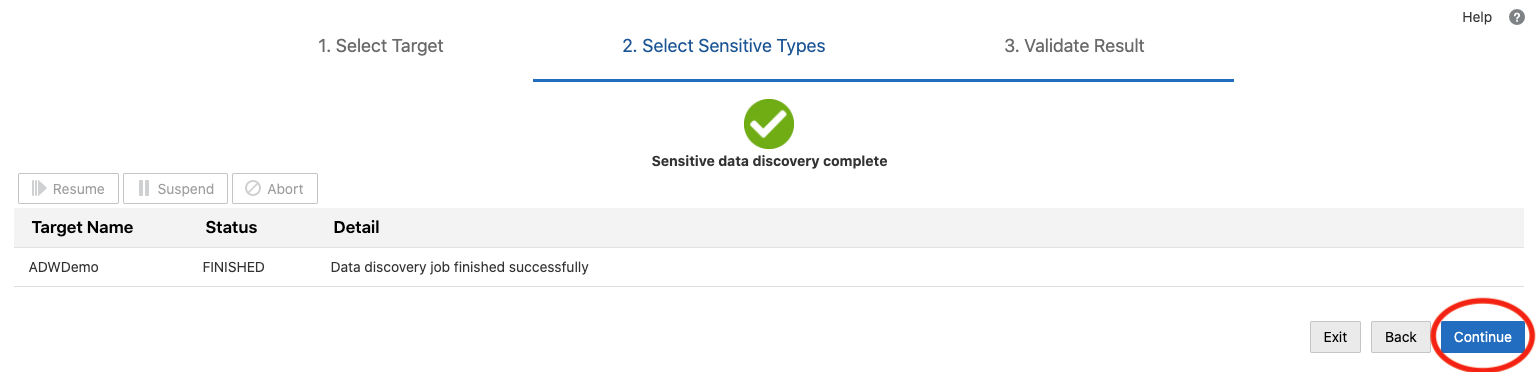 Help ?
1. Select Target 2. Select Sensitive Types 3. Validate Result
Sensitive data discovery complete
Resume Suspend Abort
Target Name Status Detail
ADWDemo FINISHED Data discovery job finished successfully
Exit Back Continue